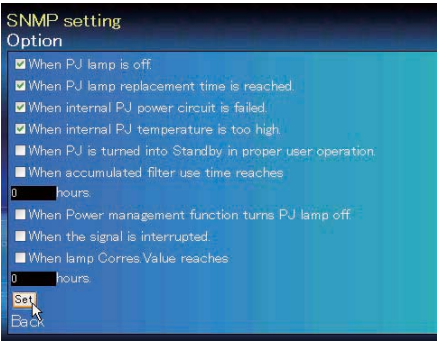 SNMP setting
Option
When PJ lamp is off.
When PJ lamp replacement time is reached.
When internal PJ power circuit is failed.
When internal PJ temperature is too high.
When PJ is turned into Standby in proper user operation.
When accumulated filter use time reaches
0 hours.
When Power management function turns PJ lamp off.
When the signal is interrupted.
When lamp Corres.Value reaches
0 hours.
Set
Back